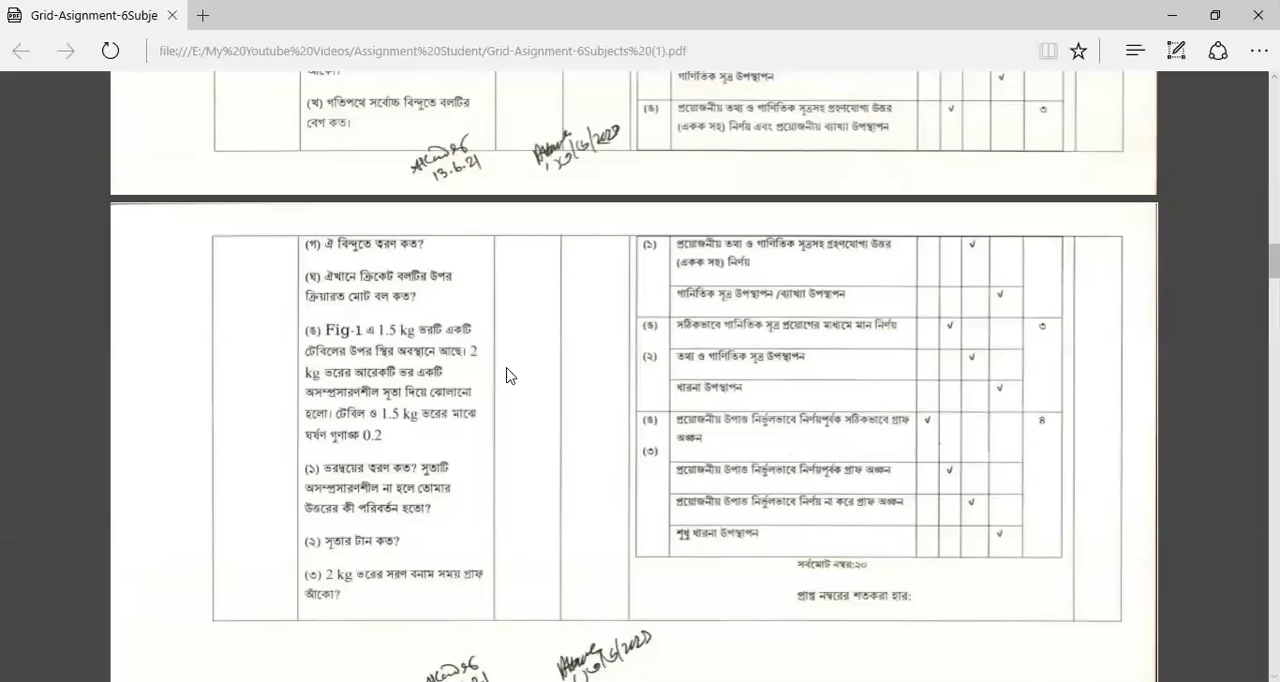 Grid-Asignment-6Subje
file:///E:/My%20Youtube%20Videos/Assignment%20Student/Grid-Asignment-6Subjects%20(1).pdf
আঁকো।
(খ) গতিপথে সর্বোচ্চ বিন্দুতে বলটির
বেগ কত।
গাণিতিক সূত্র উপস্থাপন
√
(ঙ) প্রয়োজনীয় তথ্য ও গাণিতিক সূত্রসহ গ্রহণযোগ্য উত্তর √ ৩
(একক সহ) নির্ণয় এবং প্রয়োজনীয় ব্যাখ্যা উপস্থাপন
13.6.21
(গ) ঐ বিন্দুতে ত্বরণ কত?
(ঘ) ঐখানে ক্রিকেট বলটির উপর
ক্রিয়ারত মোট বল কত?
(ঙ) Fig-1 এ 1.5 kg ভরটি একটি
টেবিলের উপর স্থির অবস্থানে আছে। 2
kg ভরের আরেকটি ভর একটি
অসম্প্রসারণশীল সূতা দিয়ে ঝোলানো
হলো। টেবিল ও 1.5 kg ভরের মাঝে
ঘর্ষণ গুণাঙ্ক 0.2
(১) ভরদ্বয়ের ত্বরণ কত? সূতাটি
অসম্প্রসারণশীল না হলে তোমার
উত্তরের কী পরিবর্তন হতো?
(২) সূতার টান কত?
(৩) 2 kg ভরের সরণ বনাম সময় গ্রাফ
আঁকো?
(১) প্রয়োজনীয় তথ্য ও গাণিতিক সূত্রসহ গ্রহণযোগ্য উত্তর √
(একক সহ) নির্ণয়
গানিতিক সূত্র উপস্থাপন /ব্যাখ্যা উপস্থাপন √
(ঙ) সঠিকভাবে গানিতিক সূত্র প্রয়োগের মাধ্যমে মান নির্ণয় √ ৩
(২) তথ্য ও গাণিতিক সূত্র উপস্থাপন √
ধারনা উপস্থাপন √
(ঙ) প্রয়োজনীয় উপাত্ত নির্ভুলভাবে নির্ণয়পূর্বক সঠিকভাবে গ্রাফ √ ৪
অঙ্কন
(৩)
প্রয়োজনীয় উপাত্ত নির্ভুলভাবে নির্ণয়পূর্বক গ্রাফ অঙ্কন √
প্রয়োজনীয় উপাত্ত নির্ভুলভাবে নির্ণয় না করে গ্রাফ অঙ্কন √
শুধু ধারনা উপস্থাপন √
সর্বমোট নম্বর:২০
প্রাপ্ত নম্বরের শতকরা হার: